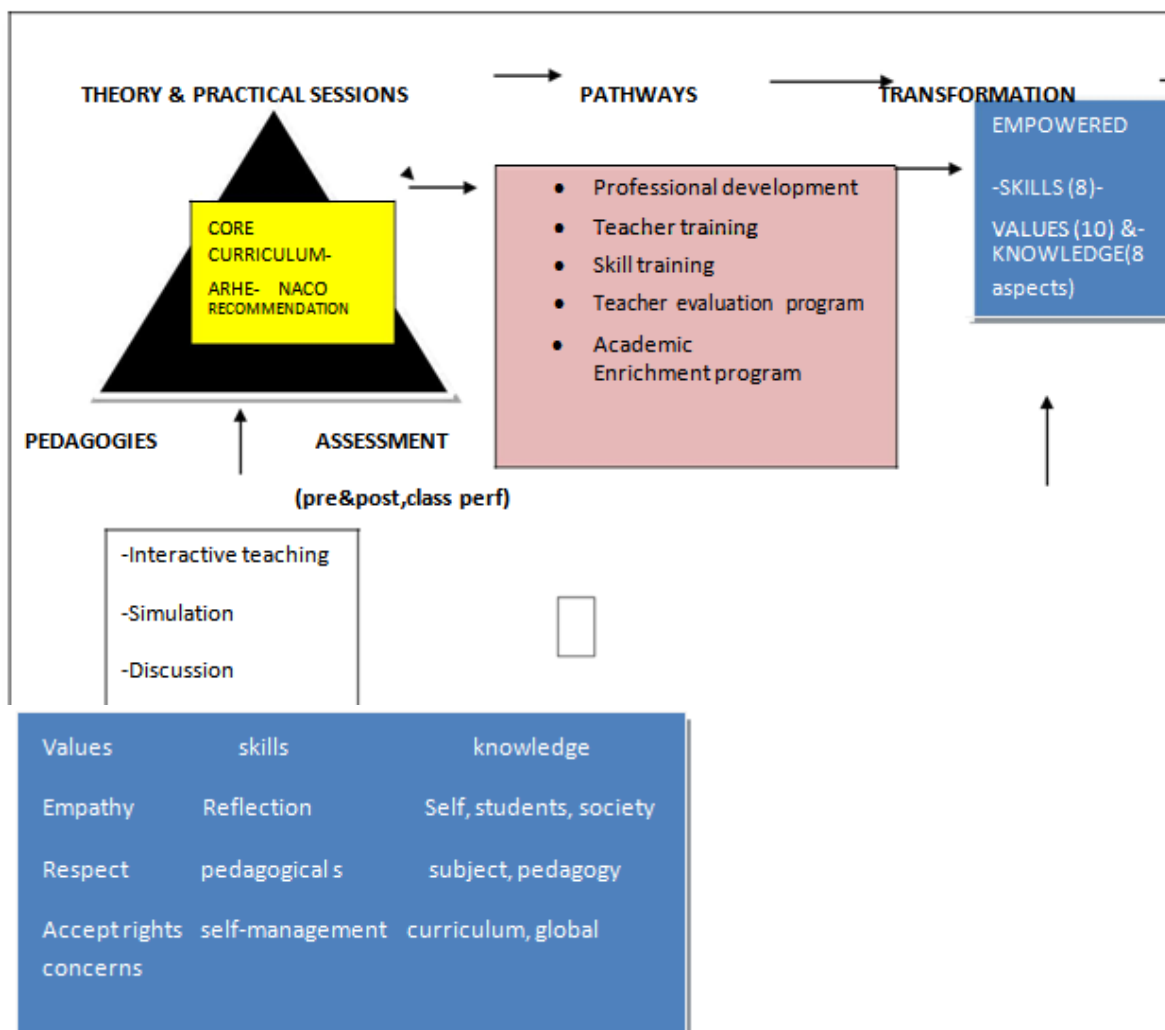 THEORY & PRACTICAL SESSIONS PATHWAYS TRANSFORMATION
CORE
CURRICULUM-
ARHE- NACO
RECOMMENDATION
PEDAGOGIES ASSESSMENT
(pre&post,class perf)
-Interactive teaching
-Simulation
-Discussion
• Professional development
• Teacher training
• Skill training
• Teacher evaluation program
• Academic
Enrichment program
EMPOWERED
-SKILLS (8)-
VALUES (10) &-
KNOWLEDGE(8
aspects)
Values skills knowledge
Empathy Reflection Self, students, society
Respect pedagogical s subject, pedagogy
Accept rights self-management curriculum, global
concerns